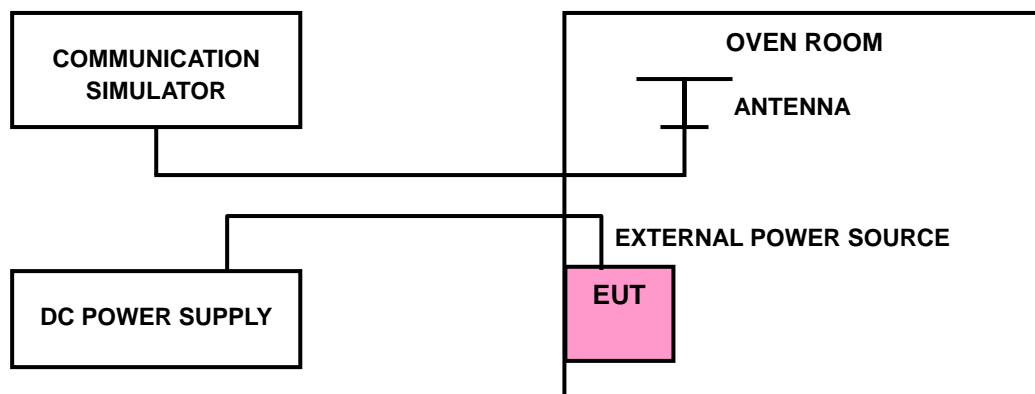 COMMUNICATION
SIMULATOR
OVEN ROOM
ANTENNA
EXTERNAL POWER SOURCE
DC POWER SUPPLY
EUT